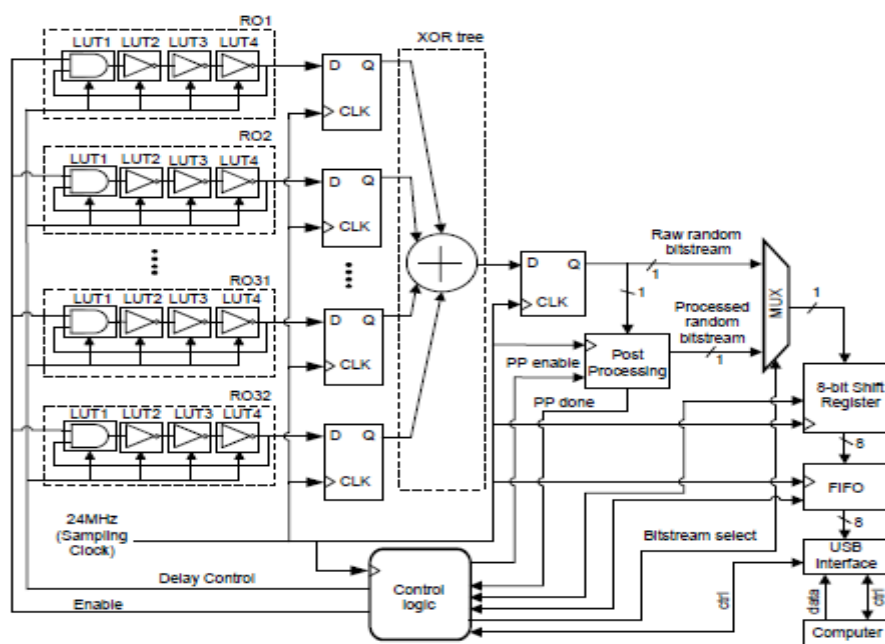 RO1
XOR tree
LUT1 LUT2 LUT3 LUT4
D Q
CLK
RO2
LUT1 LUT2 LUT3 LUT4
D Q
CLK
D Q
CLK
Raw random
bitstream
1
1
MUX
1
Processed
random
bitstream
1
RO31
LUT1 LUT2 LUT3 LUT4
D Q
CLK
PP enable
Post
Processing
PP done
8-bit Shift
Register
8
RO32
LUT1 LUT2 LUT3 LUT4
D Q
CLK
FIFO
8
24MHz
(Sampling
Clock)
Bitstream select
USB
Interface
Delay Control
Control
logic
Enable
ctrl
data
ctrl
Computer